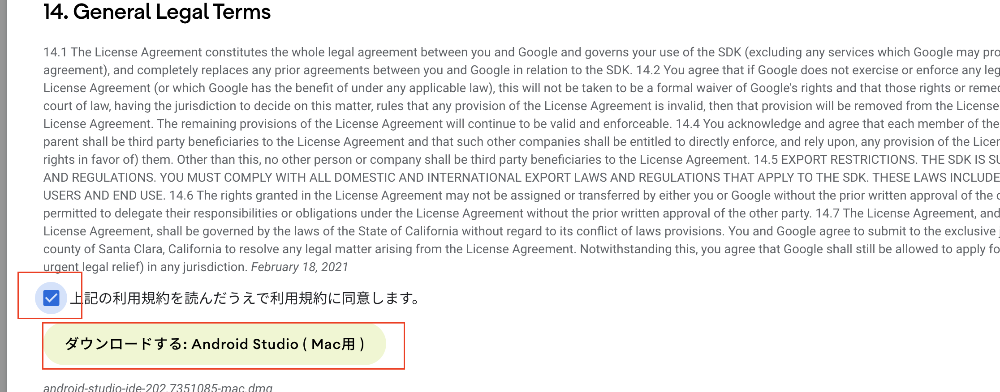 14. General Legal Terms
14.1 The License Agreement constitutes the whole legal agreement between you and Google and governs your use of the SDK (excluding any services which Google may
agreement), and completely replaces any prior agreements between you and Google in relation to the SDK. 14.2 You agree that if Google does not exercise or enforce any
License Agreement (or which Google has the benefit of under any applicable law), this will not be taken to be a formal waiver of Google's rights and that those rights or
court of law, having the jurisdiction to decide on this matter, rules that any provision of the License Agreement is invalid, then that provision will be removed from the License
License Agreement. The remaining provisions of the License Agreement will continue to be valid and enforceable. 14.4 You acknowledge and agree that each member of the
parent shall be third party beneficiaries to the License Agreement and that such other companies shall be entitled to directly enforce, and rely upon, any provision of the
rights in favor of) them. Other than this, no other person or company shall be third party beneficiaries to the License Agreement. 14.5 EXPORT RESTRICTIONS. THE SDK IS
AND REGULATIONS. YOU MUST COMPLY WITH ALL DOMESTIC AND INTERNATIONAL EXPORT LAWS AND REGULATIONS THAT APPLY TO THE SDK. THESE LAWS INCLUDE
USERS AND END USE. 14.6 The rights granted in the License Agreement may not be assigned or transferred by either you or Google without the prior written approval of the
permitted to delegate their responsibilities or obligations under the License Agreement without the prior written approval of the other party. 14.7 The License Agreement, and
License Agreement, shall be governed by the laws of the State of California without regard to its conflict of laws provisions. You and Google agree to submit to the exclusive
county of Santa Clara, California to resolve any legal matter arising from the License Agreement. Notwithstanding this, you agree that Google shall still be allowed to apply
urgent legal relief) in any jurisdiction. February 18, 2021
上記の利用規約を読んだうえで利用規約に同意します。
ダウンロードする: Android Studio ( Mac用 )
android-studio-ide-202.7351085-mac.dmg